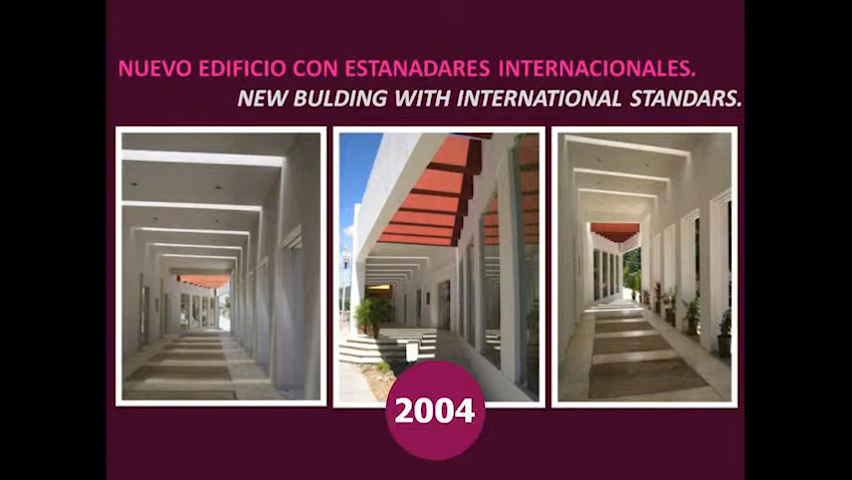 NUEVO EDIFICIO CON ESTANADARES INTERNACIONALES.
NEW BULDING WITH INTERNATIONAL STANDARS.
2004